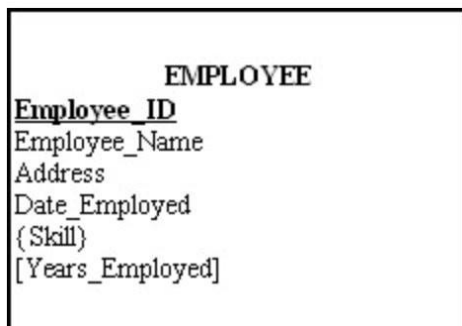 EMPLOYEE
Employee_ID
Employee_Name
Address
Date_Employed
{Skill}
[Years_Employed]